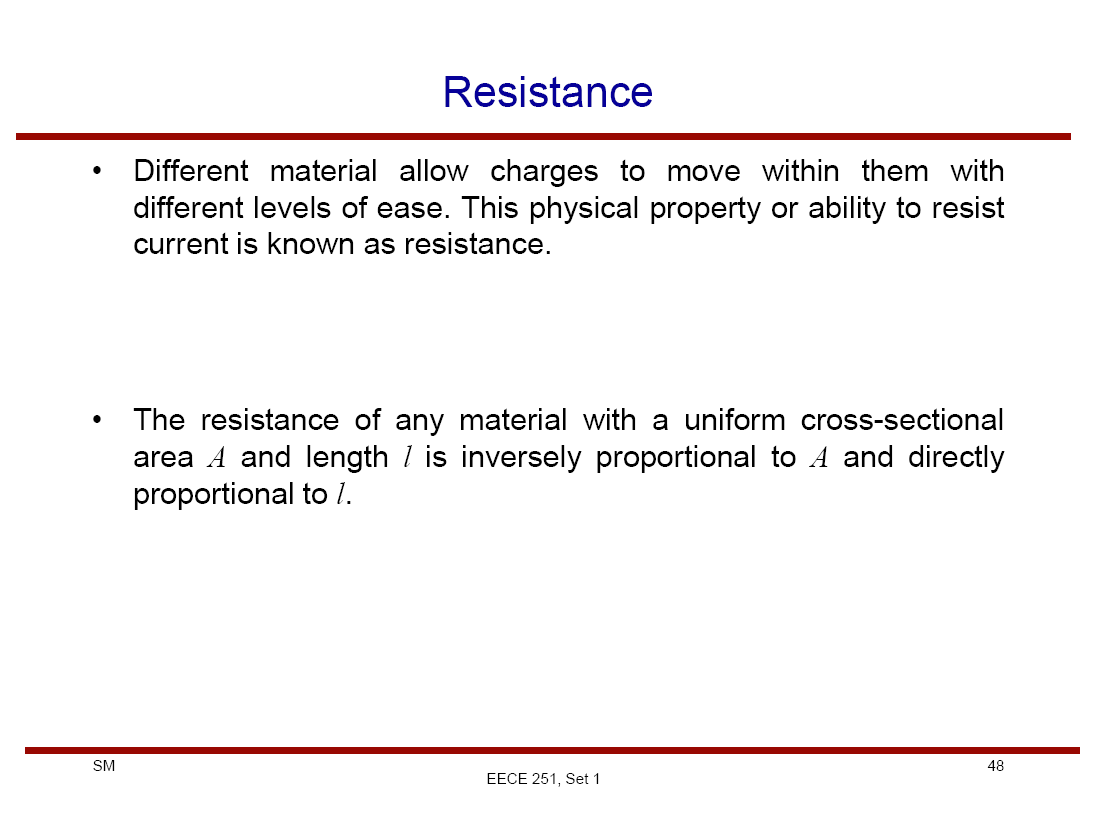 Resistance
• Different material allow charges to move within them with
different levels of ease. This physical property or ability to resist
current is known as resistance.
• The resistance of any material with a uniform cross-sectional
area A and length l is inversely proportional to A and directly
proportional to l.
SM
48
EECE 251, Set 1